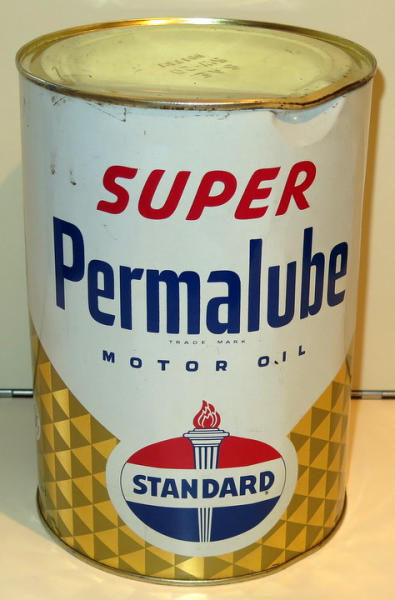 SUPER
Permalube
TRADE MARK
MOTOR OIL
STANDARD